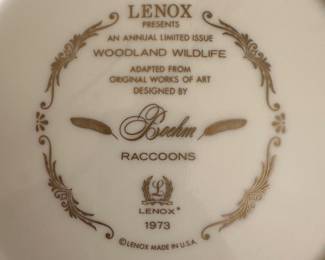 LENOX
PRESENTS
AN ANNUAL LIMITED ISSUE
WOODLAND WILDLIFE
ADAPTED FROM
ORIGINAL WORKS OF ART
DESIGNED BY
Boehm
RACCOONS
L
LENOX®
1973
©LENOX MADE IN U.S.A.